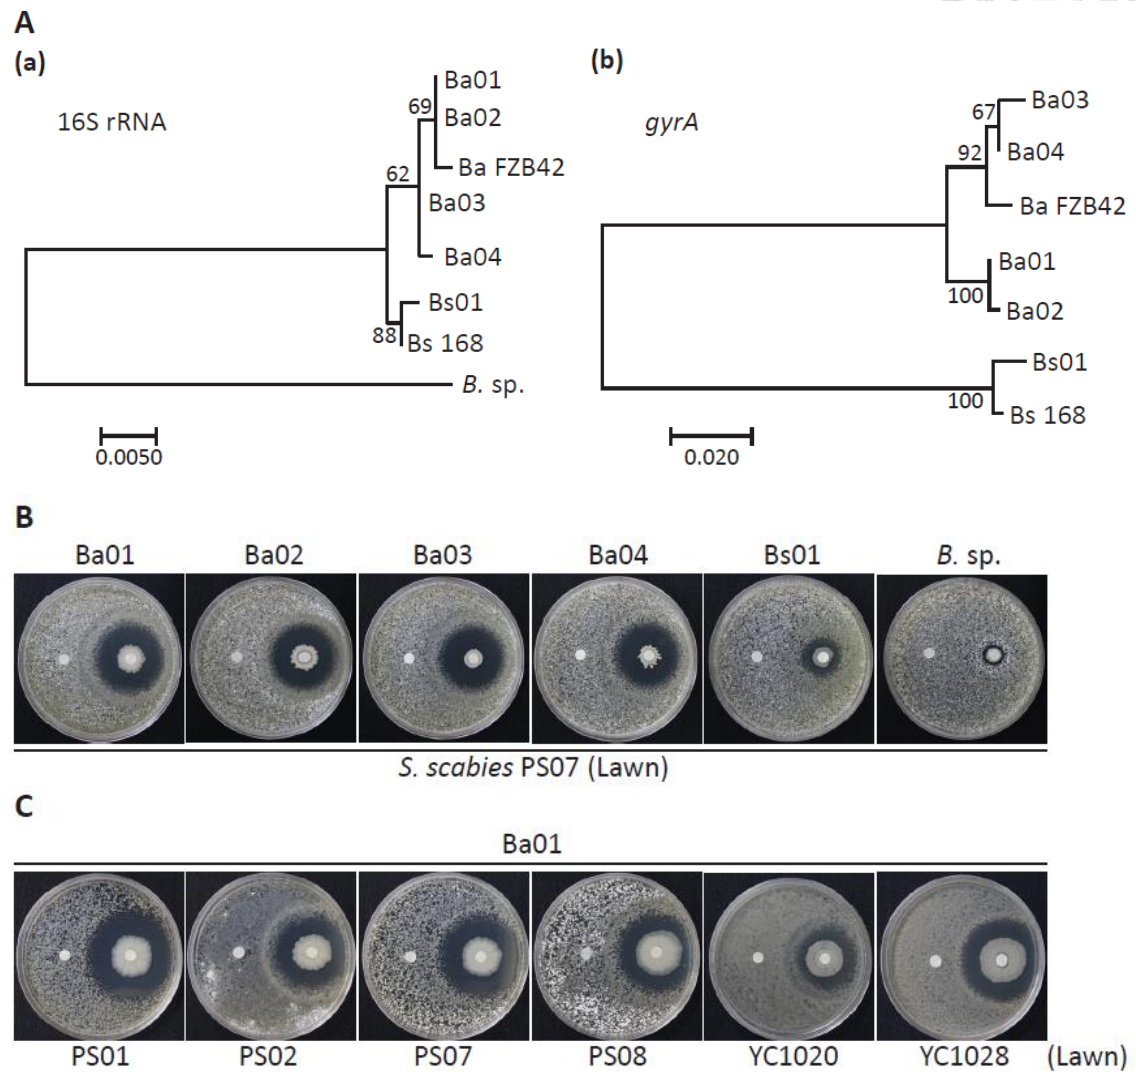 A
(a)
(b)
16S rRNA
Ba01
69
Ba02
Ba FZB42
62
Ba03
Ba04
Bs01
88
Bs 168
B. sp.
0.0050
gyrA
Ba03
67
Ba04
92
Ba FZB42
Ba01
100
Ba02
Bs01
100
Bs 168
0.020
B
Ba01 Ba02 Ba03 Ba04 Bs01 B. sp.
S. scabies PS07 (Lawn)
C
Ba01
PS01 PS02 PS07 PS08 YC1020 YC1028 (Lawn)